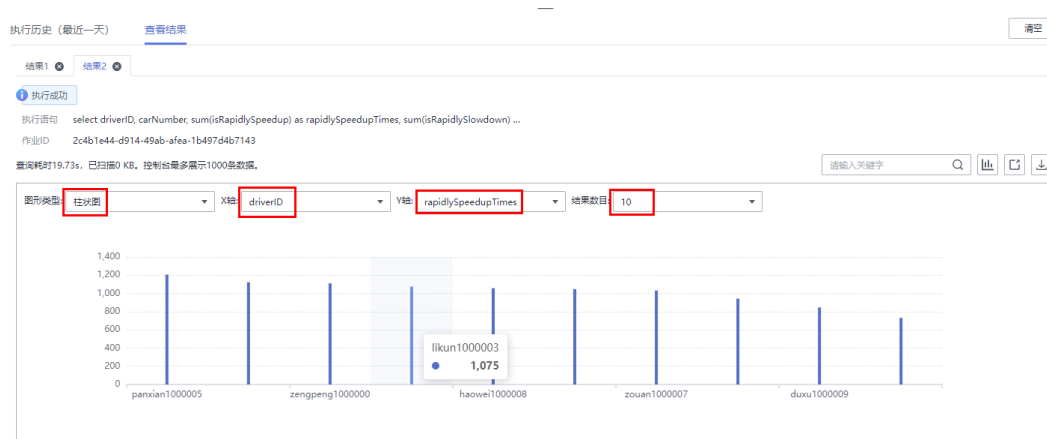 执行历史（最近一天） 查看结果 清空
结果1 结果2
执行成功
执行语句 select driverID, carNumber, sum(isRapidlySpeedup) as rapidlySpeedupTimes, sum(isRapidlySlowdown) ...
作业ID 2c4b1e44-d914-49ab-afea-1b497d4b7143
查询耗时19.73s，已扫描0 KB。控制台最多展示1000条数据。 请输入关键字
图形类型: 柱状图 X轴: driverID Y轴: rapidlySpeedupTimes 结果数目: 10
1,400
1,200
1,000
800
600
400
200
0
likun1000003
1,075
panxian1000005 zengpeng1000000 haowei1000008 zouan1000007 duxu1000009